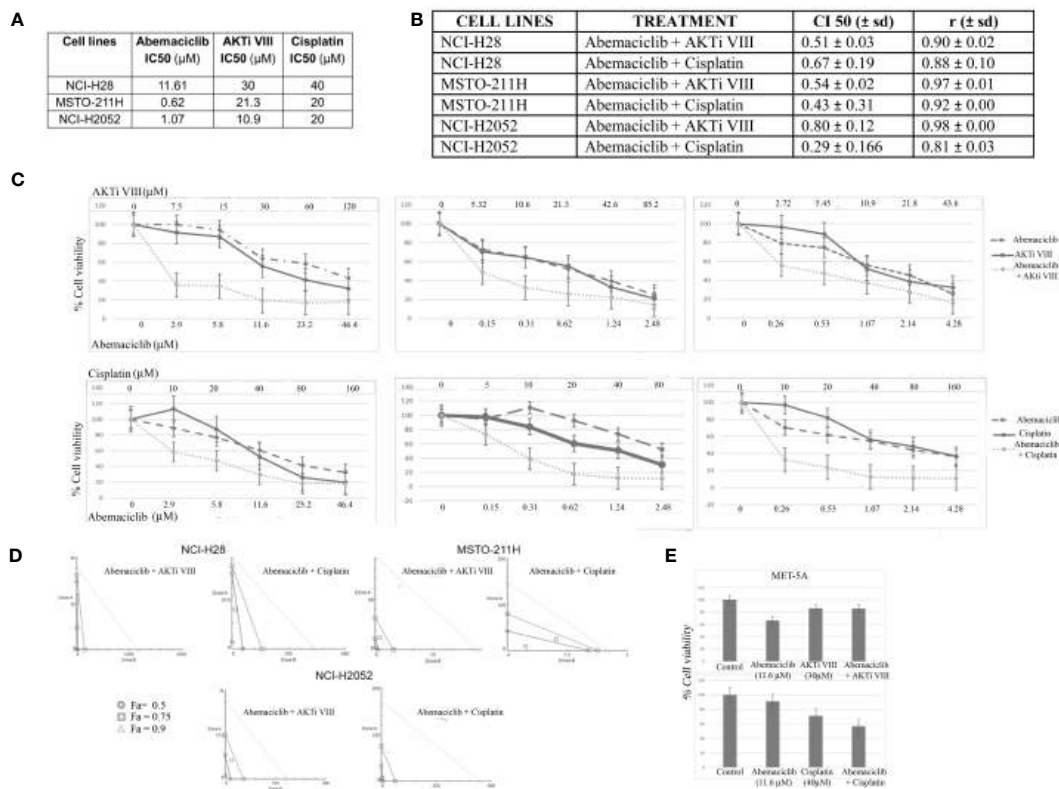 A
Cell lines Abemaciclib IC50 (μM) AKTi VIII IC50 (μM) Cisplatin IC50 (μM)
NCI-H28 11.61 30 40
MSTO-211H 0.62 21.3 20
NCI-H2052 1.07 10.9 20
B
CELL LINES TREATMENT CI 50 (± sd) r (± sd)
NCI-H28 Abemaciclib + AKTi VIII 0.51 ± 0.03 0.90 ± 0.02
NCI-H28 Abemaciclib + Cisplatin 0.67 ± 0.19 0.88 ± 0.10
MSTO-211H Abemaciclib + AKTi VIII 0.54 ± 0.02 0.97 ± 0.01
MSTO-211H Abemaciclib + Cisplatin 0.43 ± 0.31 0.92 ± 0.00
NCI-H2052 Abemaciclib + AKTi VIII 0.80 ± 0.12 0.98 ± 0.00
NCI-H2052 Abemaciclib + Cisplatin 0.29 ± 0.166 0.81 ± 0.03
C
AKTi VIII(μM)
0 7.5 15 30 60 120
0 5.32 10.6 21.3 42.6 85.2
0 2.72 5.45 10.9 21.8 43.6
% Cell viability
Abemaciclib
AKTi VIII
Abemaciclib
+ AKti VIII
0 2.9 5.8 11.6 23.2 46.4
0 0.15 0.31 0.62 1.24 2.48
0 0.26 0.53 1.07 2.14 4.28
Abemaciclib (μM)
Cisplatin (μM)
0 10 20 40 80 160
0 5 10 20 40 80
0 10 20 40 80 160
% Cell viability
Abemaciclib
Cisplatin
Abemaciclib
+ Cisplatin
2.9 5.8 11.6 23.2 46.4
0 0.15 0.31 0.62 1.24 2.48
0 0.26 0.53 1.07 2.14 4.28
Abemaciclib (μM)
D
NCI-H28
MSTO-211H
Abemaciclib + AKTi VIII
Abemaciclib + Cisplatin
Abemaciclib + AKTi VIII
Abemaciclib + Cisplatin
NCI-H2052
Abemaciclib + AKTi VIII
Abemaciclib + Cisplatin
Fa= 0.5
Fa = 0.75
Fa = 0.9
E
MET-5A
% Cell viability
Control
Abemaciclib
(11.6 μM)
AKTi VIII
(30μM)
Abemaciclib
+ AKTi VIII
Control
Abemaciclib
(11.6 μM)
Cisplatin
(40μM)
Abemaciclib
+ Cisplatin